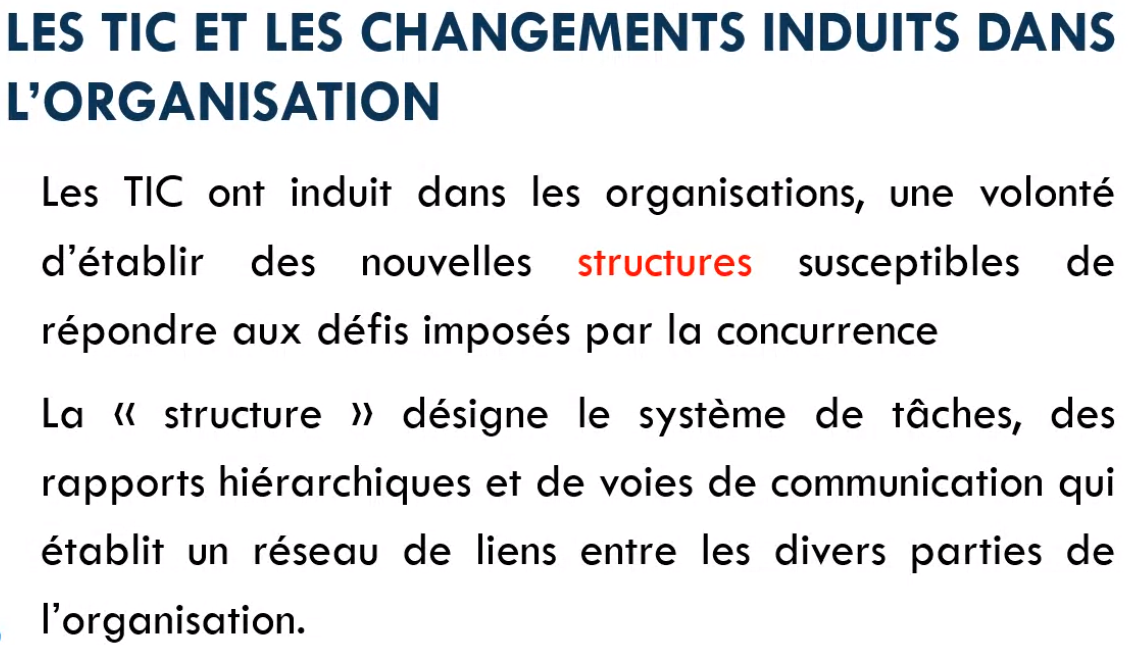 LES TIC ET LES CHANGEMENTS INDUITS DANS
L’ORGANISATION
Les TIC ont induit dans les organisations, une volonté
d’établir des nouvelles structures susceptibles de
répondre aux défis imposés par la concurrence
La « structure » désigne le système de tâches, des
rapports hiérarchiques et de voies de communication qui
établit un réseau de liens entre les divers parties de
l’organisation.